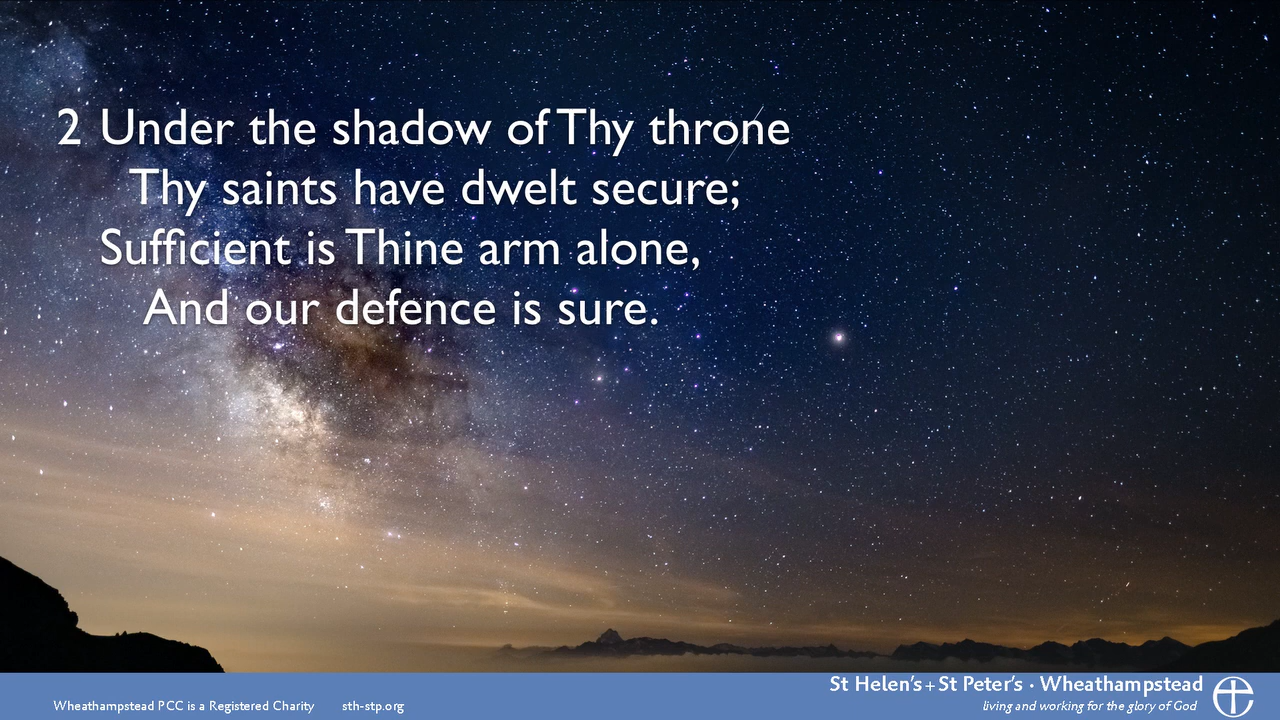 2 Under the shadow of Thy throne
Thy saints have dwelt secure;
Sufficient is Thine arm alone,
And our defence is sure.
St Helen's + St Peter's · Wheathampstead
living and working for the glory of God
Wheathampstead PCC is a Registered Charity sth-stp.org